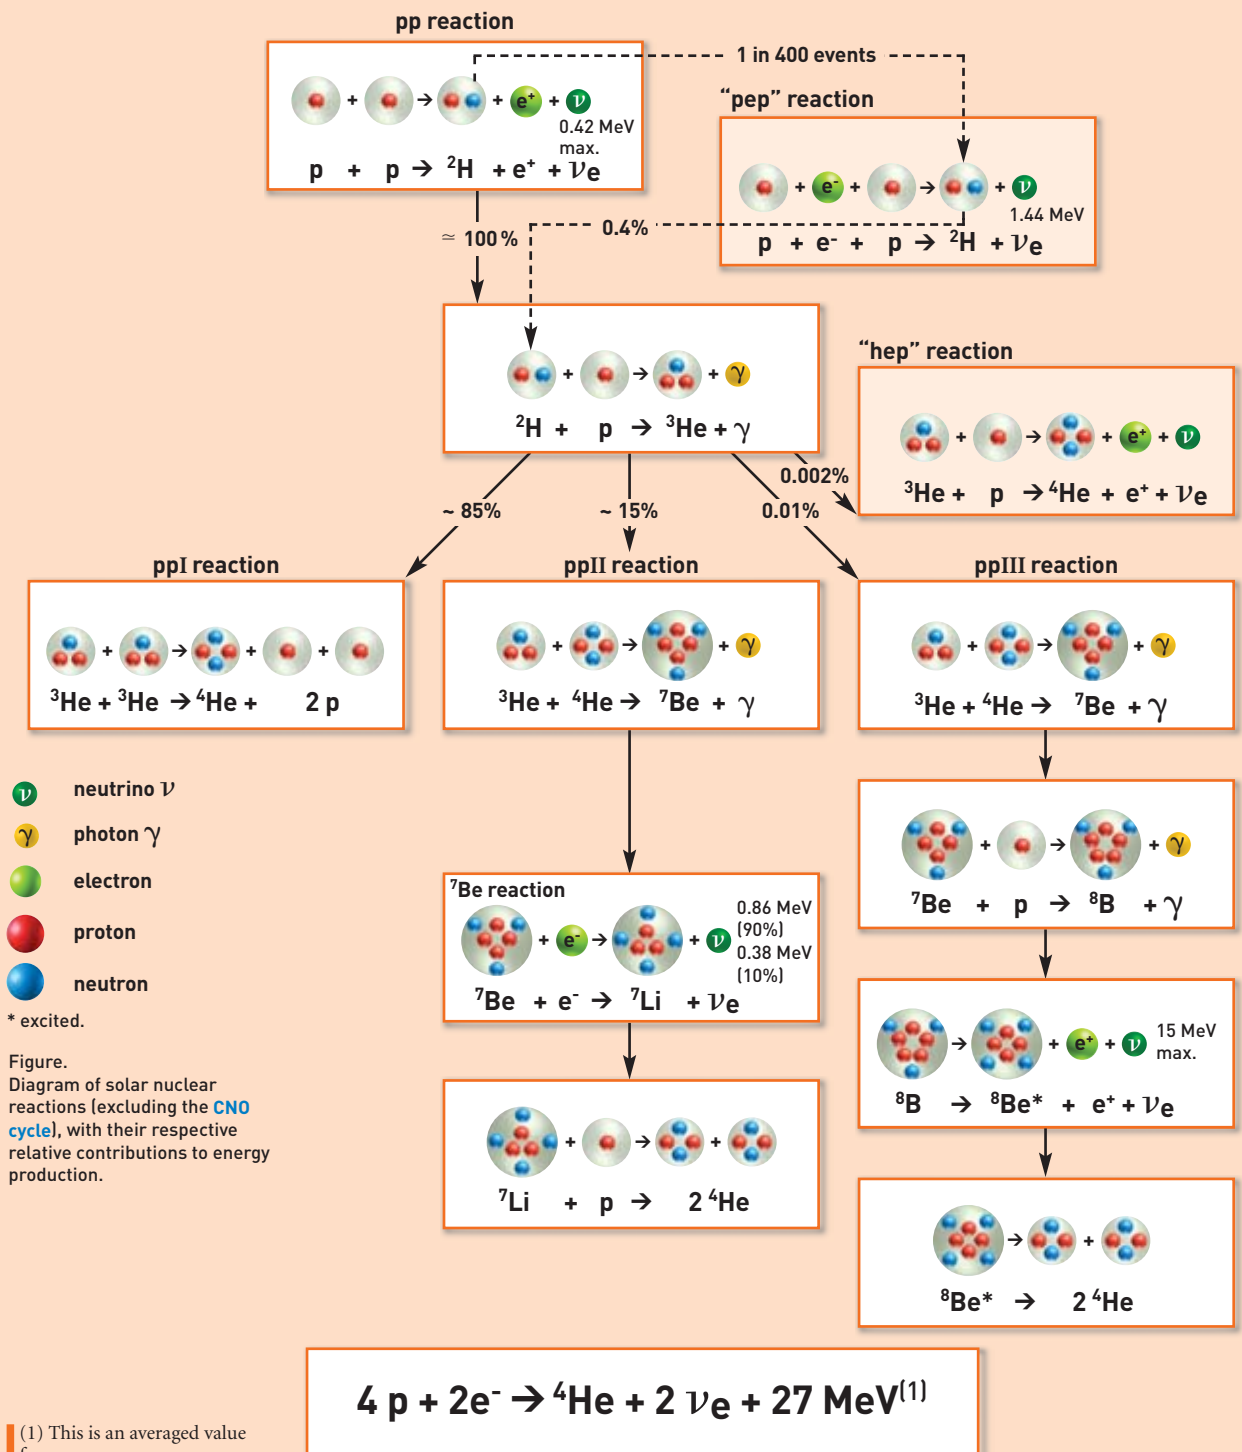 pp reaction
1 in 400 events
"pep" reaction
+ → + e⁺ + ν
0.42 MeV
max.
p + p → ²H + e⁺ + νe
+ e⁻ + → + ν
1.44 MeV
p + e⁻ + p → ²H + νe
≃ 100 %
0.4%
"hep" reaction
+ → + γ
²H + p → ³He + γ
+ → + e⁺ + ν
³He + p → ⁴He + e⁺ + νe
0.002%
~ 85%
~ 15%
0.01%
ppI reaction
+ → + +
³He + ³He → ⁴He + 2 p
ppII reaction
+ → + γ
³He + ⁴He → ⁷Be + γ
ppIII reaction
+ → + γ
³He + ⁴He → ⁷Be + γ
+ → + γ
⁷Be + p → ⁸B + γ
⁷Be reaction
+ e⁻ → + ν
0.86 MeV
(90%)
0.38 MeV
(10%)
⁷Be + e⁻ → ⁷Li + νe
→ + e⁺ + ν
15 MeV
max.
⁸B → ⁸Be* + e⁺ + νe
+ → +
⁷Li + p → 2 ⁴He
→ +
⁸Be* → 2 ⁴He
ν neutrino ν
γ photon γ
electron
proton
neutron
* excited.
Figure.
Diagram of solar nuclear
reactions (excluding the CNO
cycle), with their respective
relative contributions to energy
production.
4 p + 2e⁻ → ⁴He + 2 νe + 27 MeV⁽¹⁾
(1) This is an averaged value